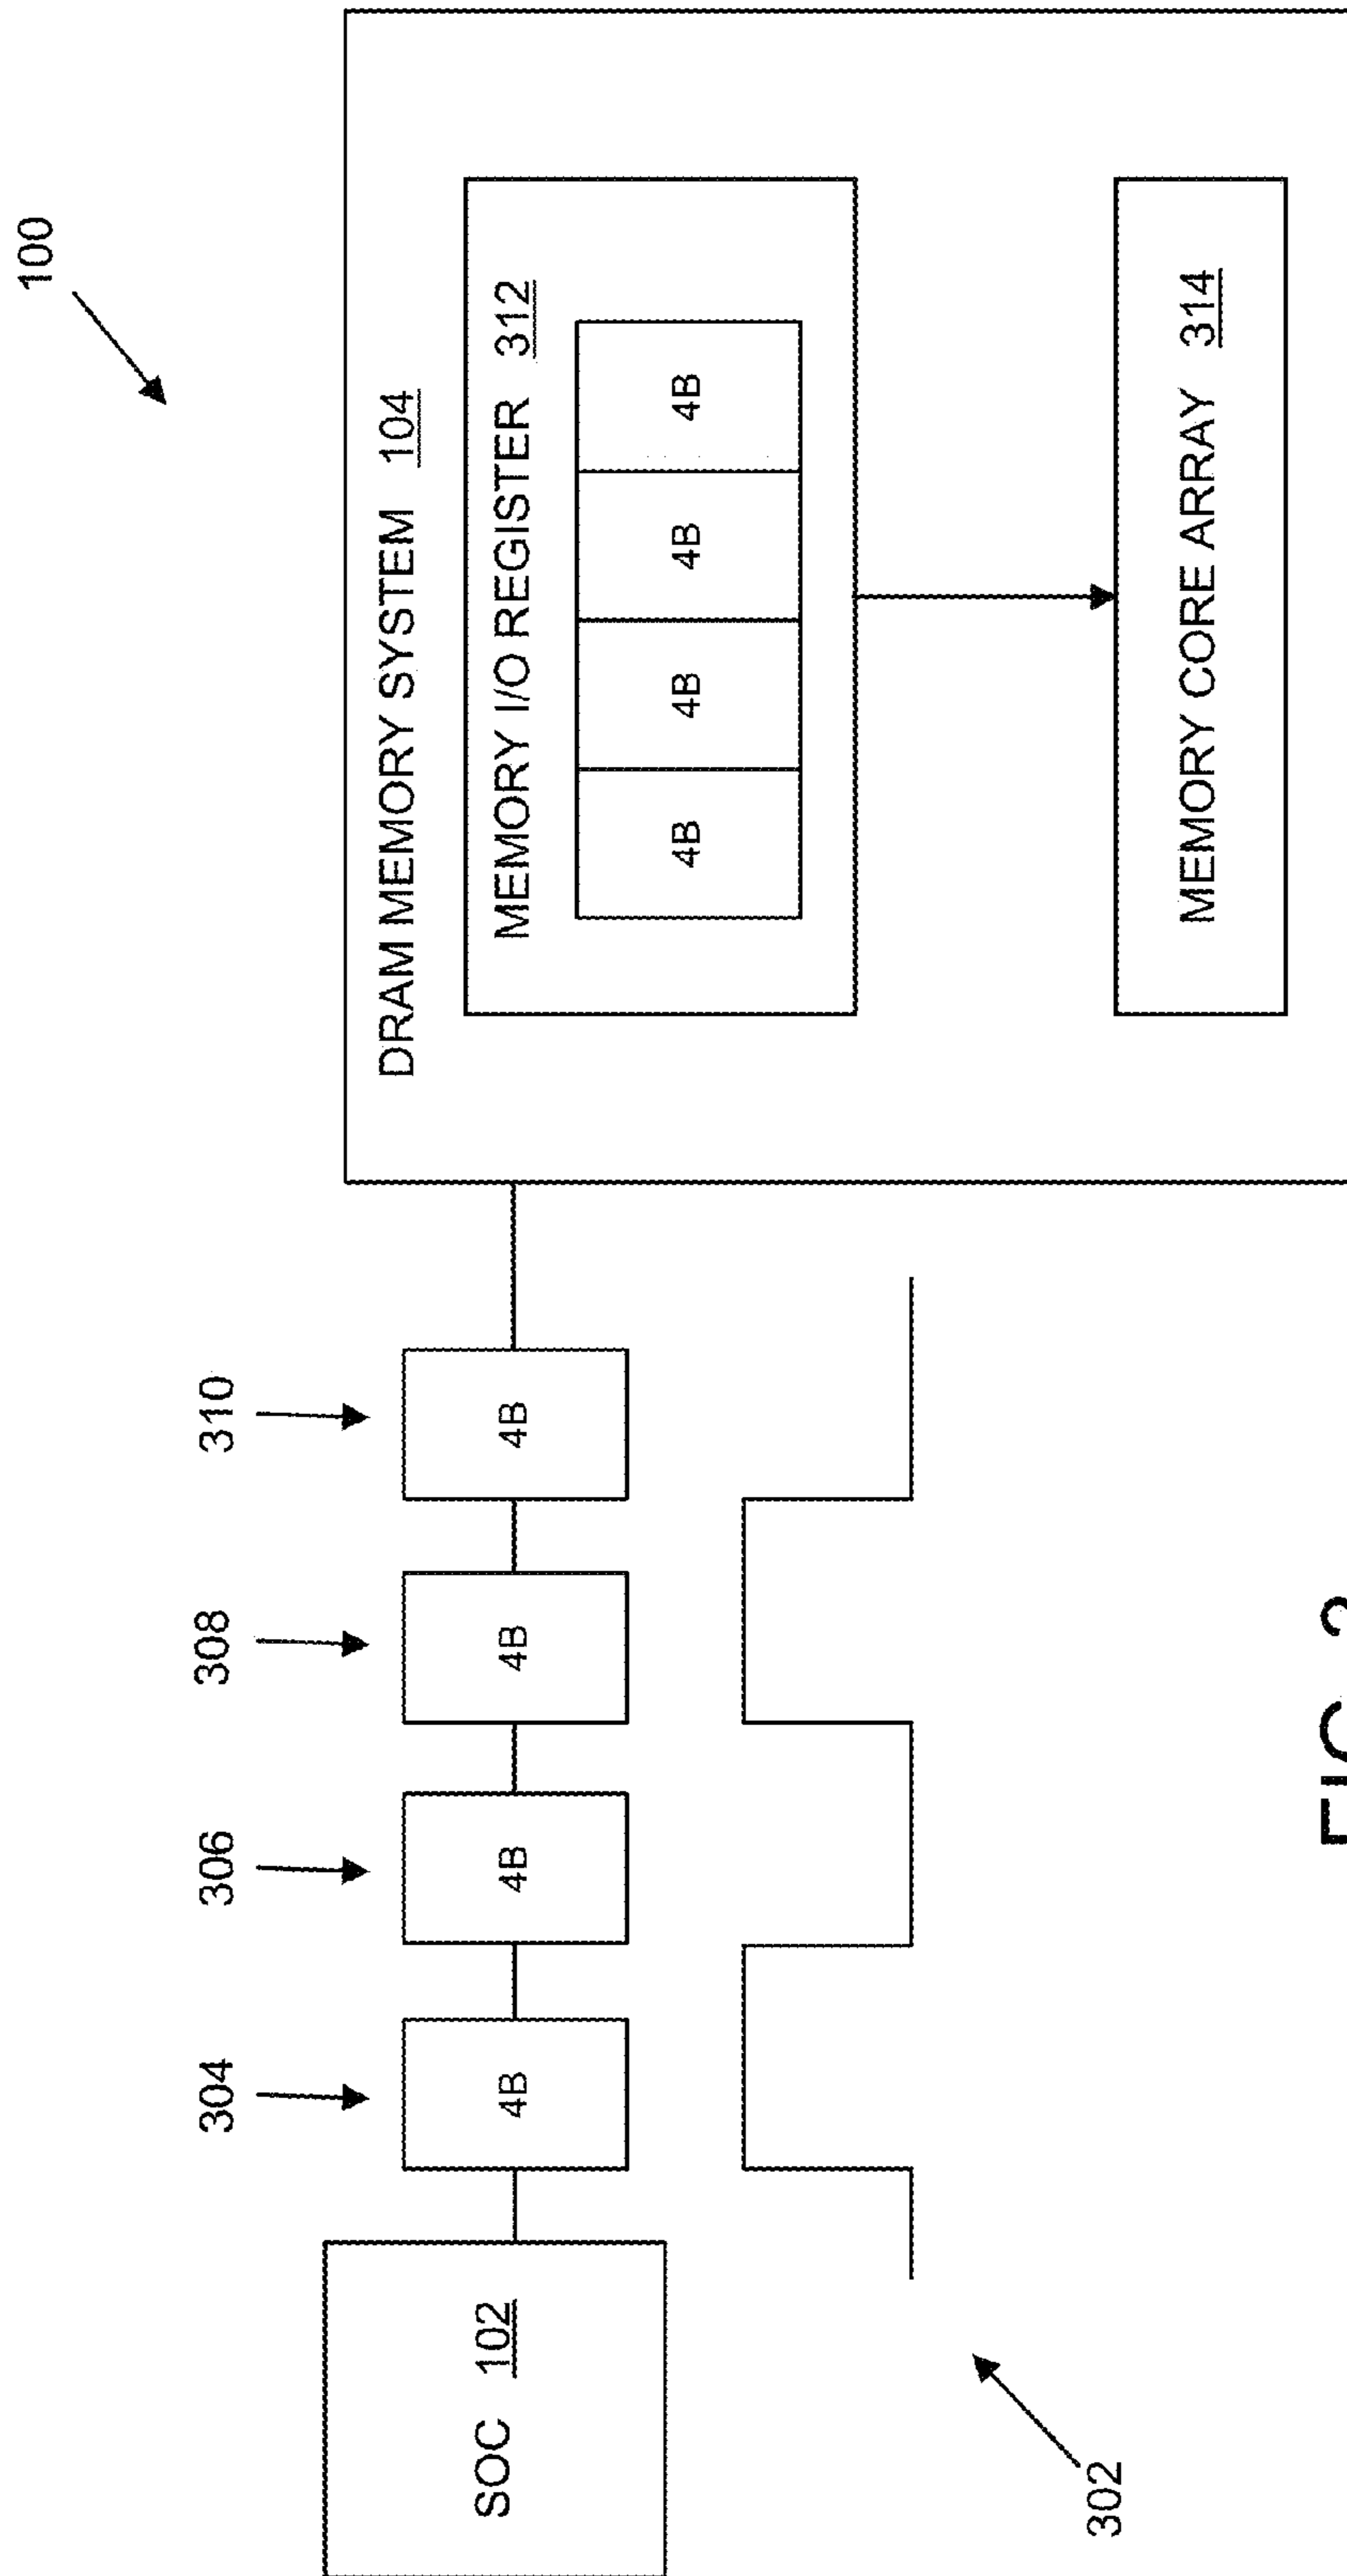 100
DRAM MEMORY SYSTEM 104
MEMORY I/O REGISTER 312
4B 4B 4B 4B
MEMORY CORE ARRAY 314
304 306 308 310
SOC 102
4B 4B 4B 4B
302